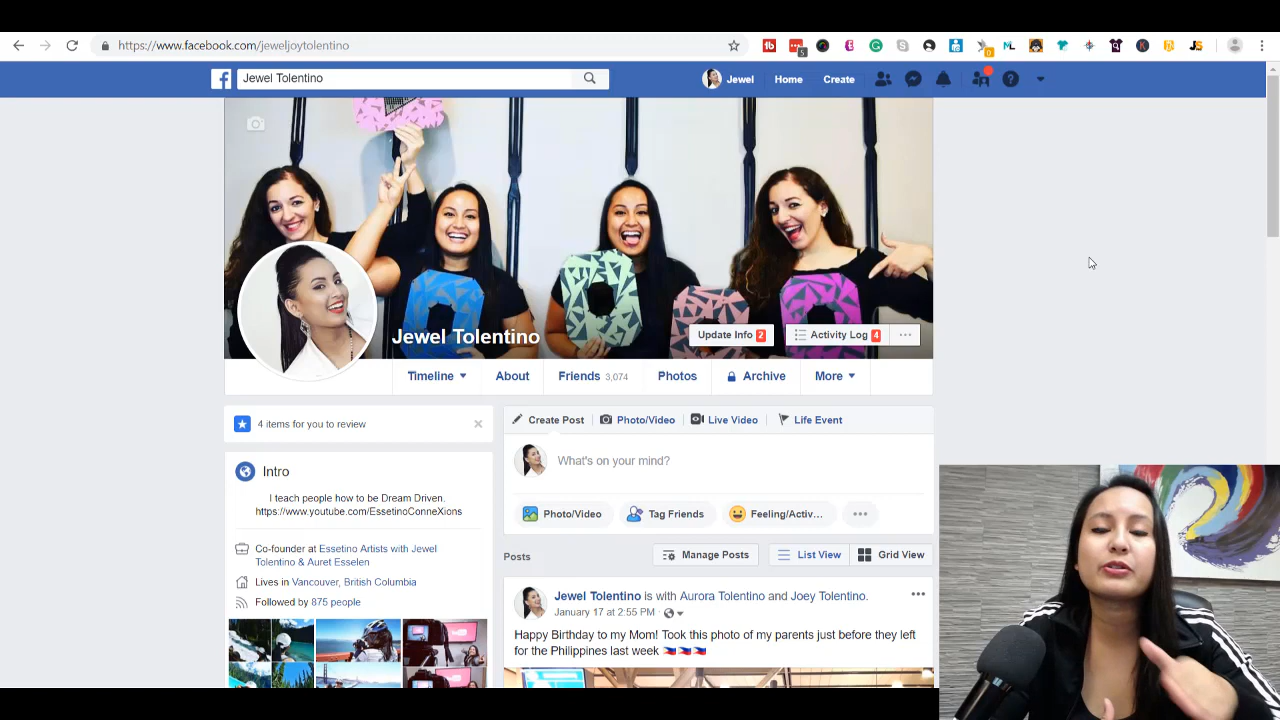 https://www.facebook.com/jeweljoytolentino
Jewel Tolentino
Jewel
Home
Create
Jewel Tolentino
Update Info 2
Activity Log 4
Timeline
About
Friends 3,074
Photos
Archive
More
4 items for you to review
Intro
I teach people how to be Dream Driven.
https://www.youtube.com/EssetinoConneXions
Co-founder at Essetino Artists with Jewel
Tolentino & Auret Esselen
Lives in Vancouver, British Columbia
Followed by 875 people
Create Post
Photo/Video
Live Video
Life Event
What's on your mind?
Photo/Video
Tag Friends
Feeling/Activ...
Posts
Manage Posts
List View
Grid View
Jewel Tolentino is with Aurora Tolentino and Joey Tolentino.
January 17 at 2:55 PM
Happy Birthday to my Mom! Took this photo of my parents just before they left
for the Philippines last week 🇵🇭 🇵🇭 🇵🇭